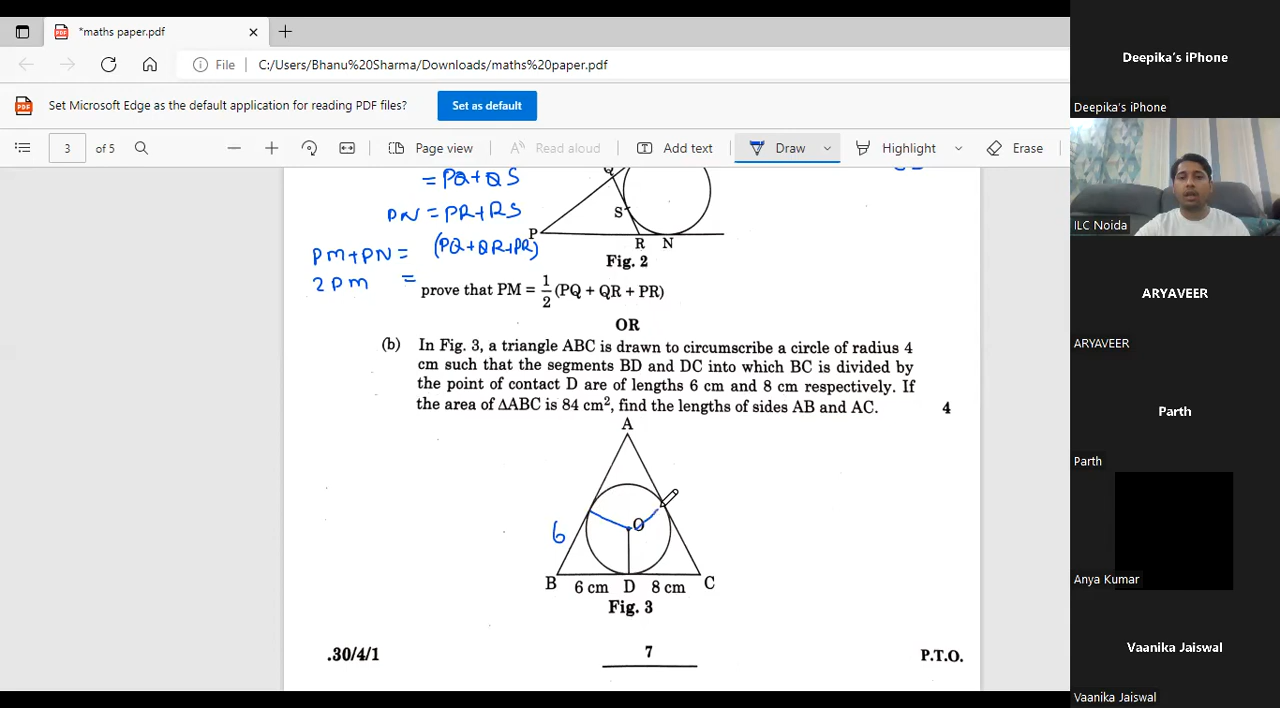 *maths paper.pdf
File C:/Users/Bhanu%20Sharma/Downloads/maths%20paper.pdf
Set Microsoft Edge as the default application for reading PDF files? Set as default
3 of 5 Page view Read aloud Add text Draw Highlight Erase
= PQ + QS
PN = PR + RS
PM + PN = (PQ + QR + PR)
2PM =
Q
S
P
R N
Fig. 2
prove that PM = 1/2 (PQ + QR + PR)
OR
(b) In Fig. 3, a triangle ABC is drawn to circumscribe a circle of radius 4
cm such that the segments BD and DC into which BC is divided by
the point of contact D are of lengths 6 cm and 8 cm respectively. If
the area of ΔABC is 84 cm², find the lengths of sides AB and AC. 4
A
O
6
B 6 cm D 8 cm C
Fig. 3
.30/4/1 7 P.T.O.
Deepika's iPhone
Deepika's iPhone
ILC Noida
ARYAVEER
ARYAVEER
Parth
Parth
Anya Kumar
Vaanika Jaiswal
Vaanika Jaiswal